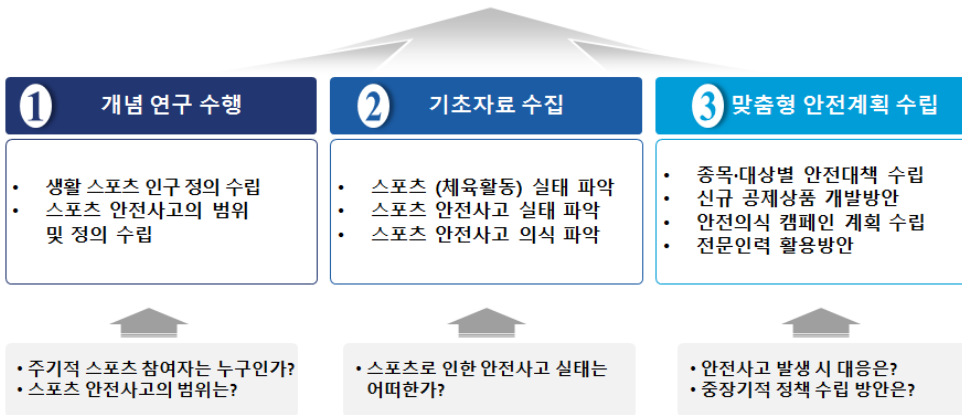 1 개념 연구 수행
• 생활 스포츠 인구 정의 수립
• 스포츠 안전사고의 범위
및 정의 수립
• 주기적 스포츠 참여자는 누구인가?
• 스포츠 안전사고의 범위는?
2 기초자료 수집
• 스포츠 (체육활동) 실태 파악
• 스포츠 안전사고 실태 파악
• 스포츠 안전사고 의식 파악
• 스포츠로 인한 안전사고 실태는
어떠한가?
3 맞춤형 안전계획 수립
• 종목·대상별 안전대책 수립
• 신규 공제상품 개발방안
• 안전의식 캠페인 계획 수립
• 전문인력 활용방안
• 안전사고 발생 시 대응은?
• 중장기적 정책 수립 방안은?